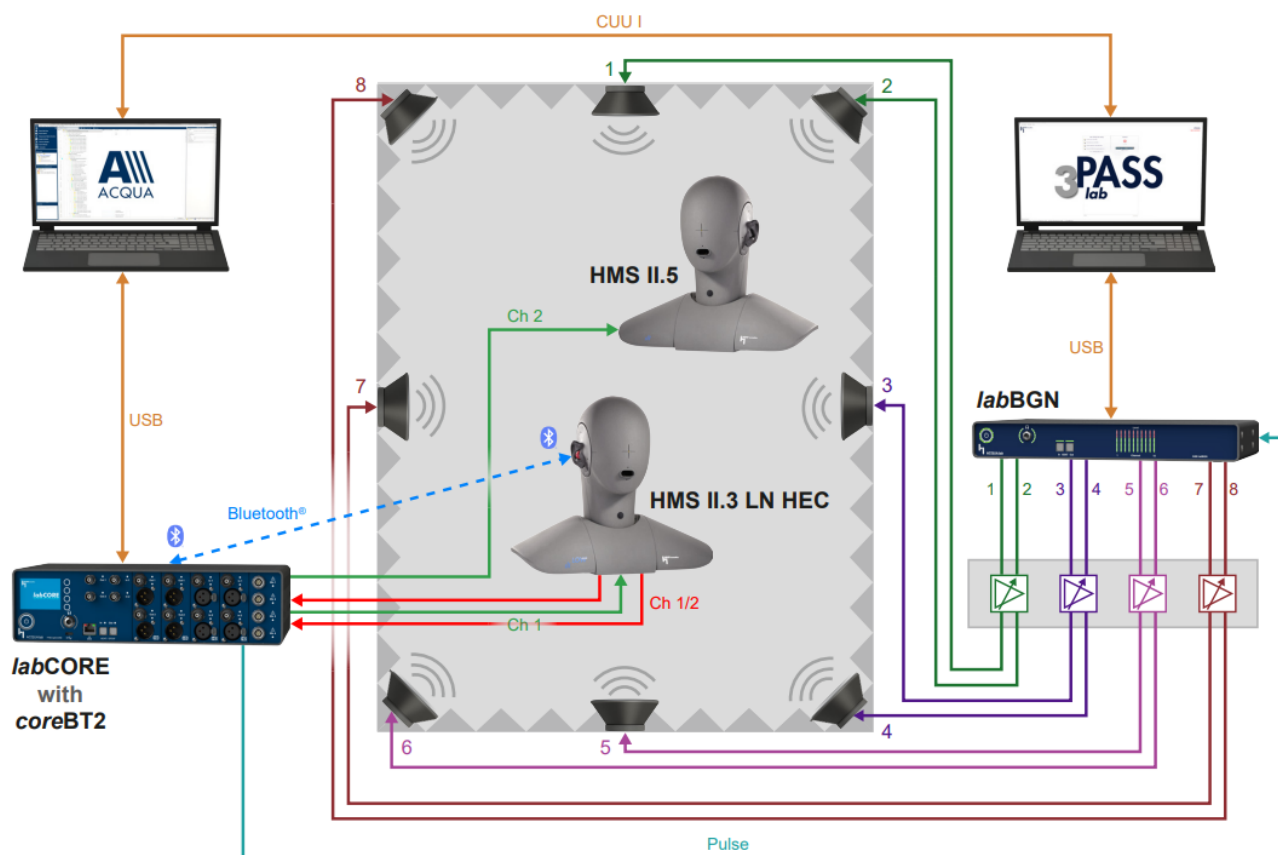 CUU I
8
1
2
ACQUA
3PASS
lab
HMS II.5
Ch 2
USB
USB
7
3
labBGN
HMS II.3 LN HEC
Bluetooth®
1 2 3 4 5 6 7 8
labCORE
Ch 1/2
Ch 1
labCORE
with
coreBT2
6
5
4
Pulse